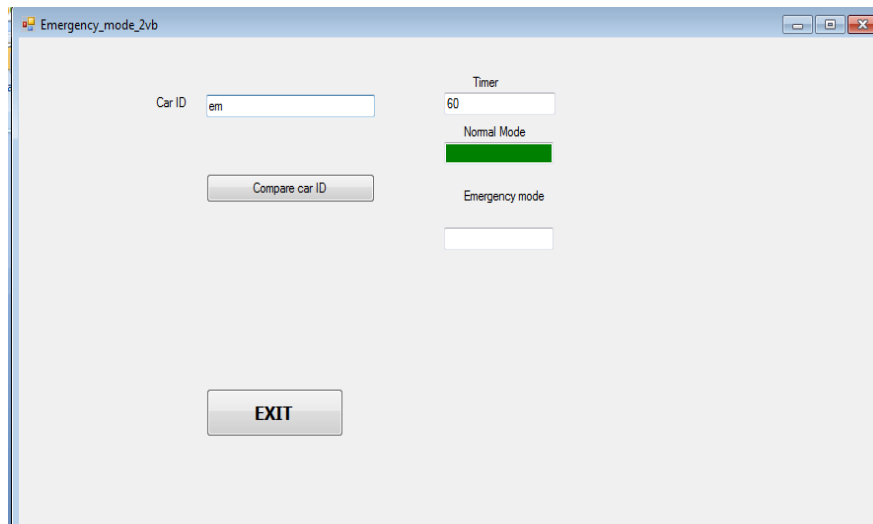 Emergency_mode_2vb
Timer
Car ID
em
60
Normal Mode
Compare car ID
Emergency mode
EXIT